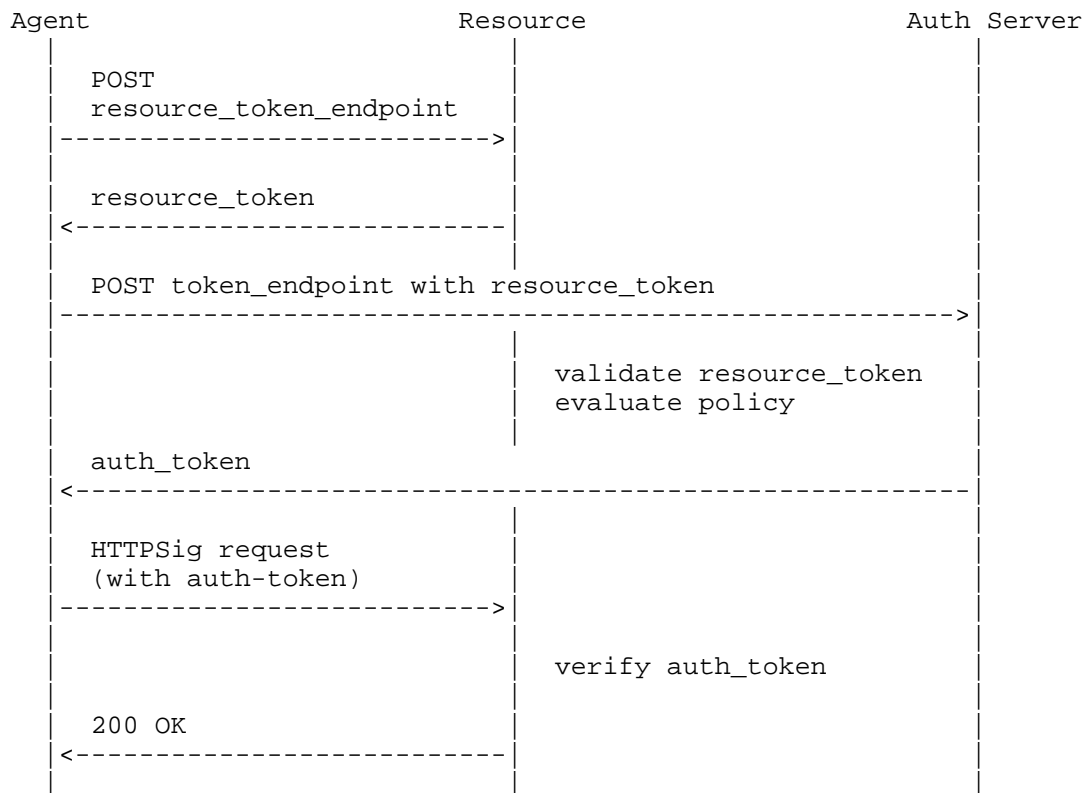 Agent Resource Auth Server
POST
resource_token_endpoint
resource_token
POST token_endpoint with resource_token
validate resource_token
evaluate policy
auth_token
HTTPSig request
(with auth-token)
verify auth_token
200 OK